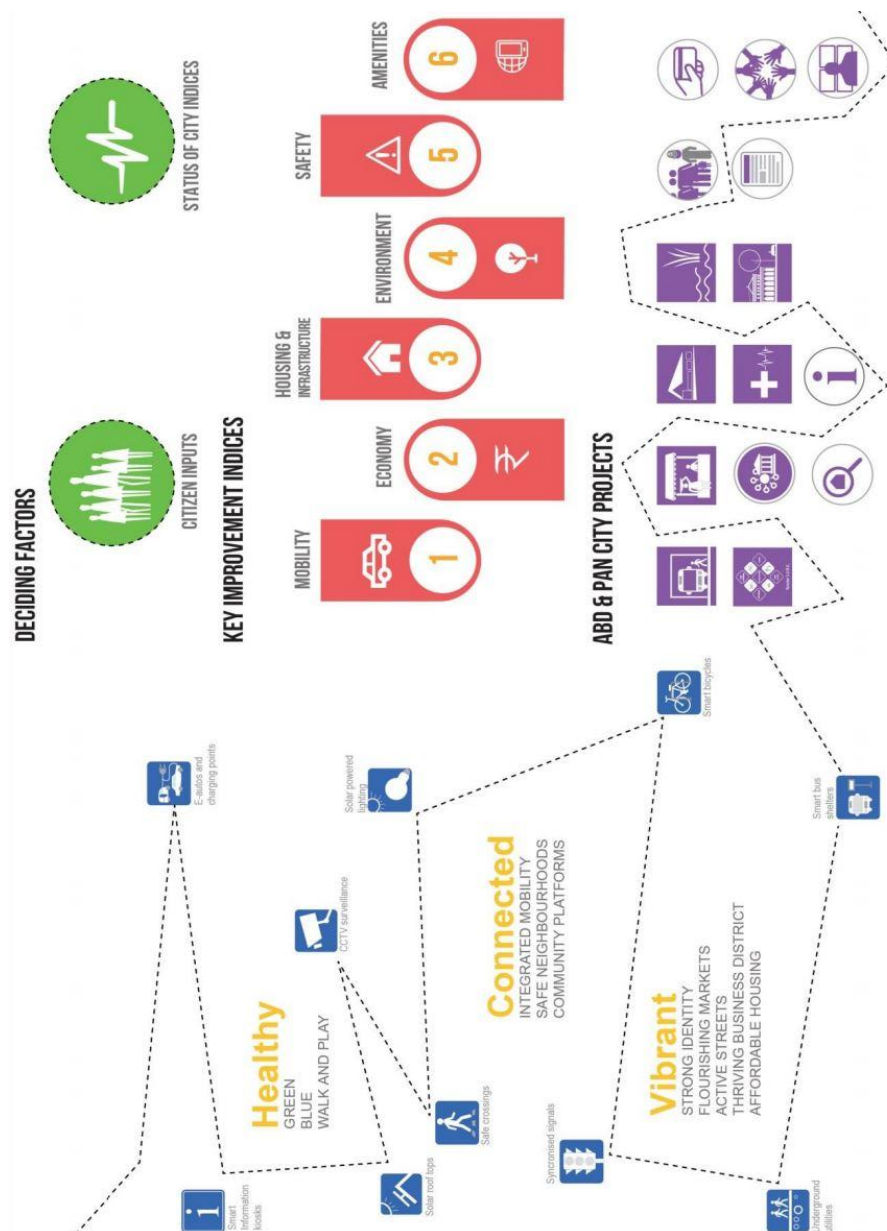 DECIDING FACTORS
CITIZEN INPUTS
STATUS OF CITY INDICES
KEY IMPROVEMENT INDICES
MOBILITY
1
ECONOMY
2
HOUSING &
INFRASTRUCTURE
3
ENVIRONMENT
4
SAFETY
5
AMENITIES
6
ABD & PAN CITY PROJECTS
E-autos and
charging points
Smart
Information
kiosks
Healthy
GREEN
BLUE
WALK AND PLAY
CCTV surveillance
Solar powered
lighting
Solar roof tops
Safe crossings
Connected
INTEGRATED MOBILITY
SAFE NEIGHBOURHOODS
COMMUNITY PLATFORMS
Syncronised signals
Smart bicycles
Vibrant
STRONG IDENTITY
FLOURISHING MARKETS
ACTIVE STREETS
THRIVING BUSINESS DISTRICT
AFFORDABLE HOUSING
Underground
utilities
Smart bus
shelters